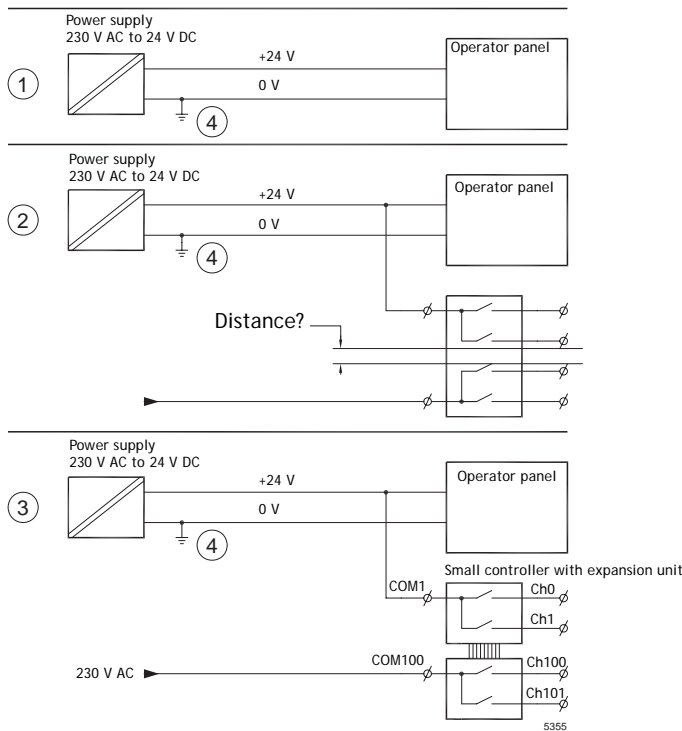 Power supply
230 V AC to 24 V DC
+24 V
Operator panel
1
0 V
4
Power supply
230 V AC to 24 V DC
+24 V
Operator panel
2
0 V
4
Distance?
Power supply
230 V AC to 24 V DC
+24 V
Operator panel
3
0 V
4
Small controller with expansion unit
COM1
Ch0
Ch1
COM100
Ch100
230 V AC
Ch101
5355